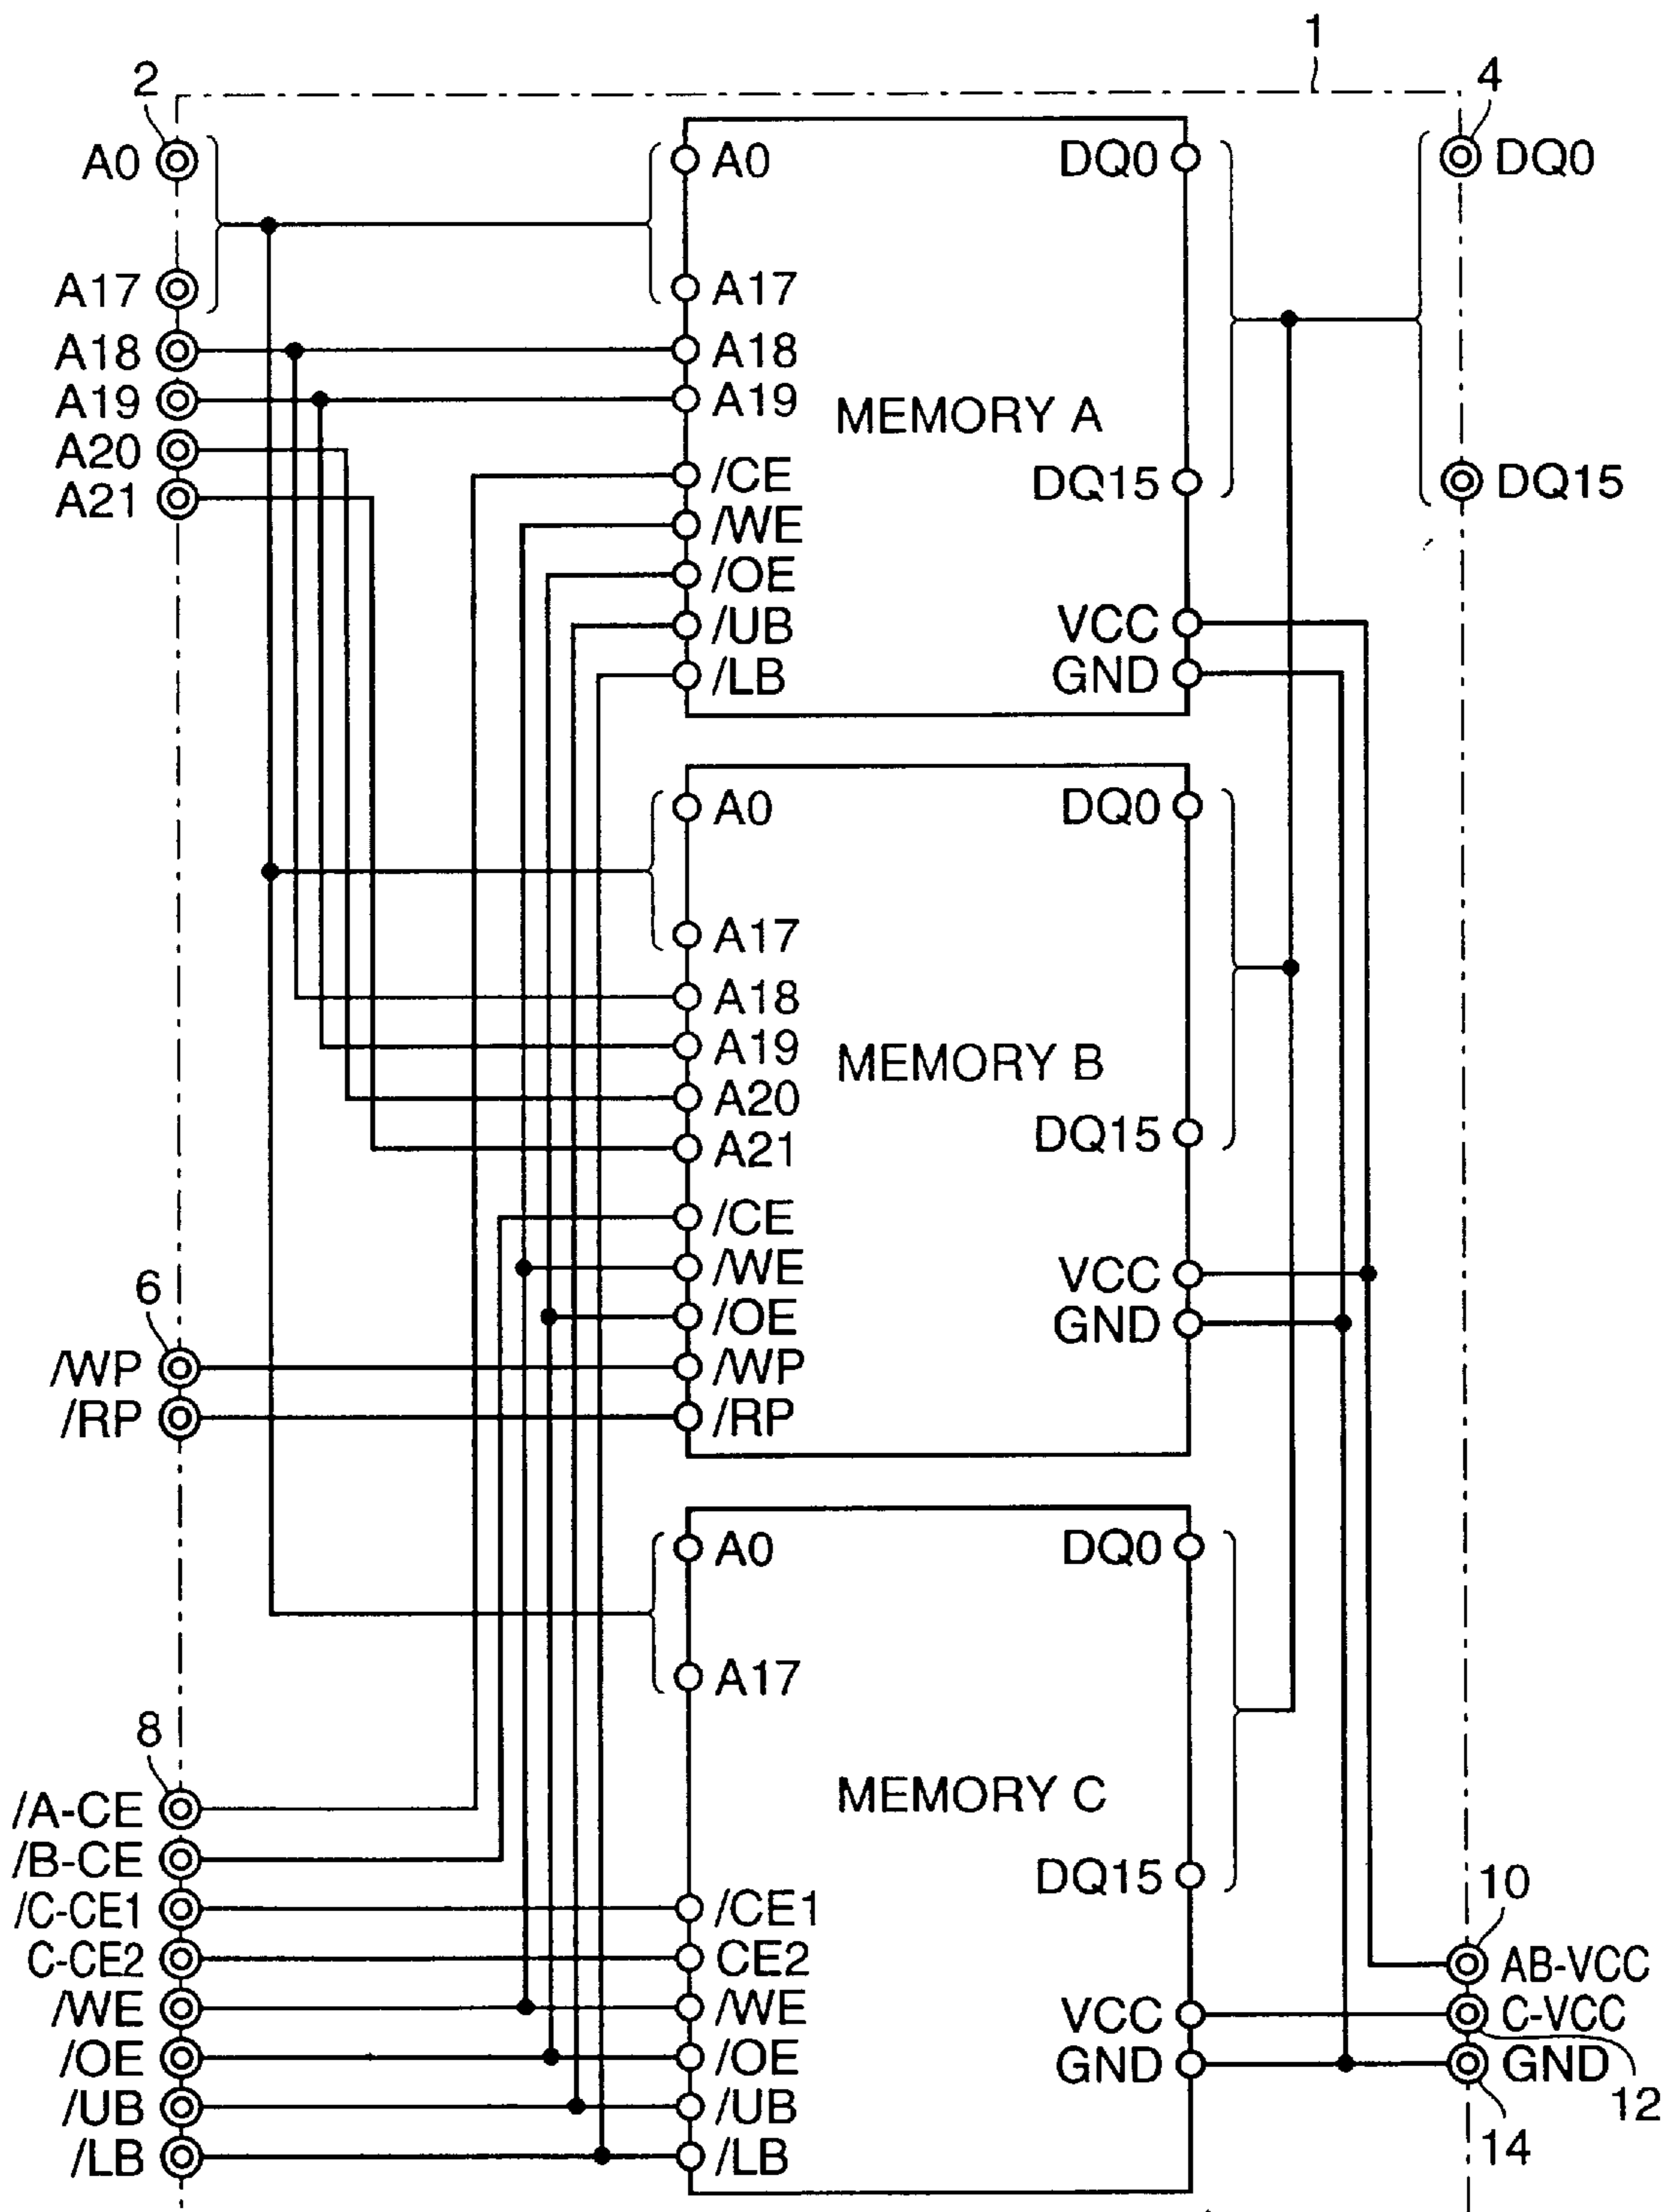 1
2
4
A0
A0
DQ0
DQ0
A17
A17
A18
A18
A19
A19
MEMORY A
A20
A21
/CE
DQ15
DQ15
/WE
/OE
/UB
VCC
/LB
GND
A0
DQ0
A17
A18
A19
MEMORY B
A20
DQ15
A21
/CE
/WE
VCC
6
/OE
GND
/WP
/WP
/RP
/RP
A0
DQ0
A17
8
MEMORY C
/A-CE
/B-CE
DQ15
10
/C-CE1
/CE1
C-CE2
CE2
AB-VCC
/WE
/WE
VCC
C-VCC
/OE
/OE
GND
GND
12
/UB
/UB
14
/LB
/LB